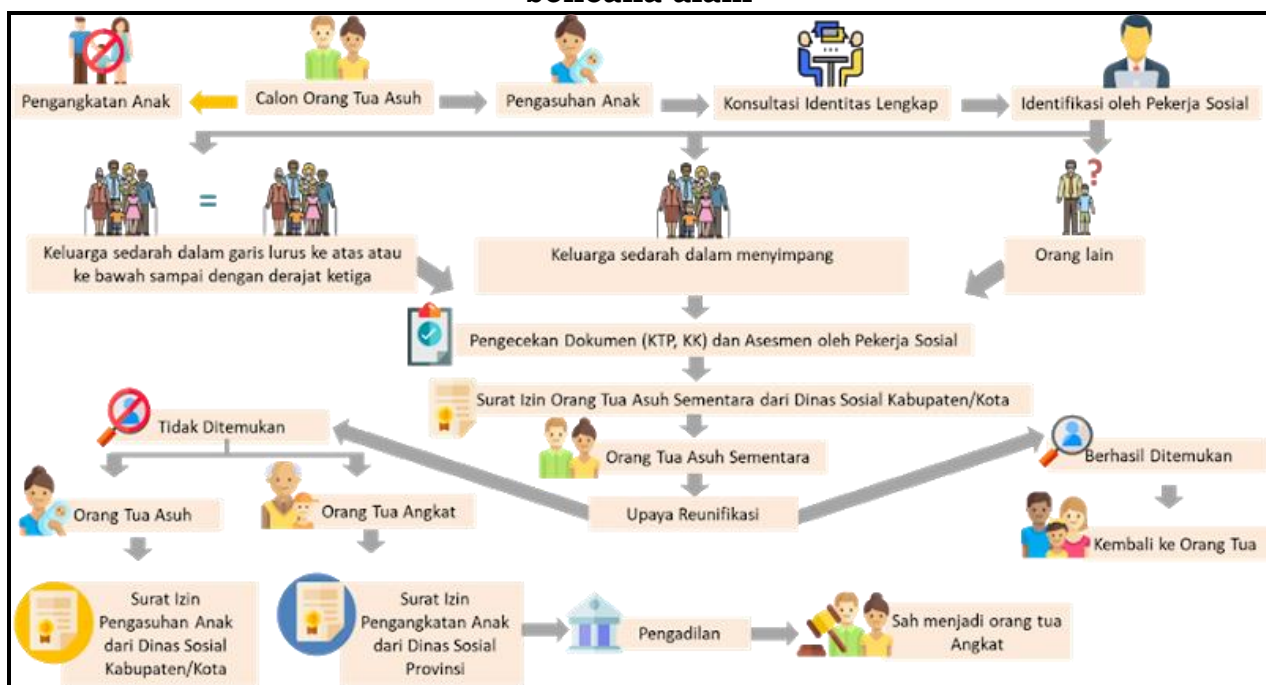 bencana alam
Pengangkatan Anak
Calon Orang Tua Asuh
Pengasuhan Anak
Konsultasi Identitas Lengkap
Identifikasi oleh Pekerja Sosial
?
=
Keluarga sedarah dalam garis lurus ke atas atau
ke bawah sampai dengan derajat ketiga
Keluarga sedarah dalam menyimpang
Orang lain
Pengecekan Dokumen (KTP, KK) dan Asesmen oleh Pekerja Sosial
Surat Izin Orang Tua Asuh Sementara dari Dinas Sosial Kabupaten/Kota
Tidak Ditemukan
Orang Tua Asuh Sementara
Berhasil Ditemukan
Orang Tua Asuh
Orang Tua Angkat
Upaya Reunifikasi
Kembali ke Orang Tua
Surat Izin
Pengasuhan Anak
dari Dinas Sosial
Kabupaten/Kota
Surat Izin
Pengangkatan Anak
dari Dinas Sosial
Provinsi
Pengadilan
Sah menjadi orang tua
Angkat